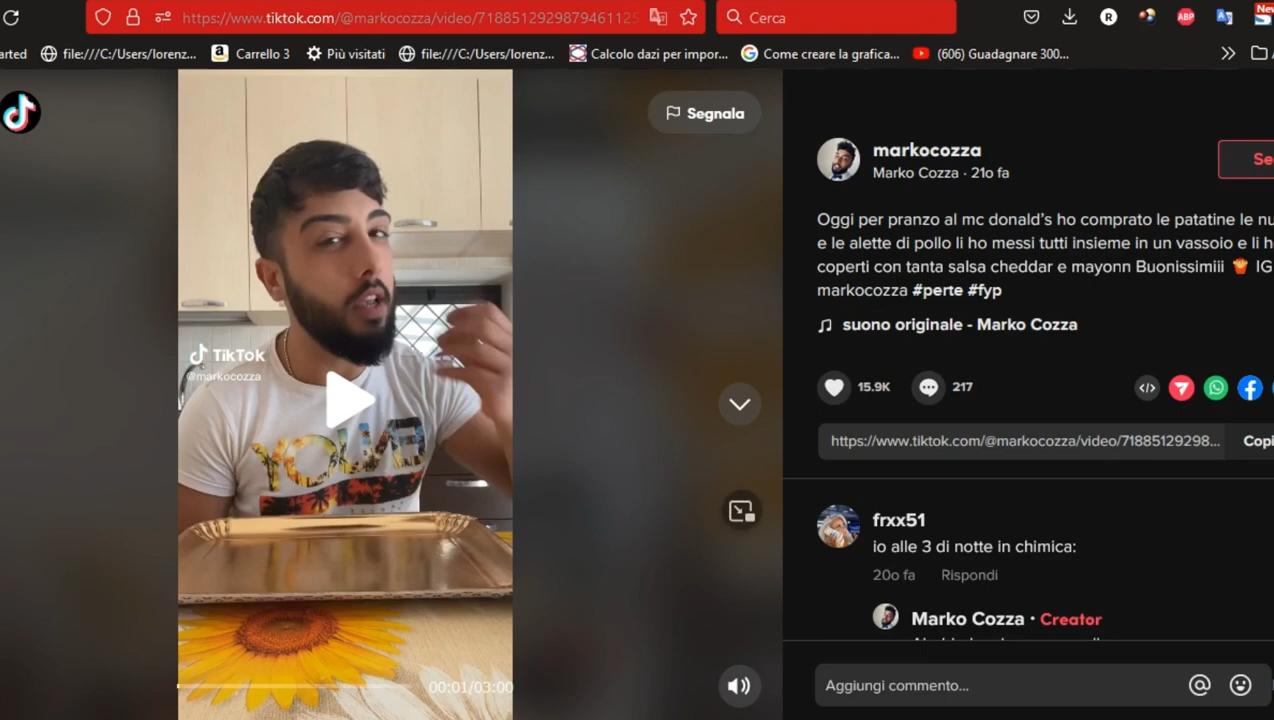 https://www.tiktok.com/@markocozza/video/7188512929879461125
Cerca
arted
file:///C:/Users/lorenz...
Carrello 3
Più visitati
file:///C:/Users/lorenz...
Calcolo dazi per impor...
Come creare la grafica...
(606) Guadagnare 300...
R
ABP
New
Segnala
TikTok
@markocozza
00:01/03:00
markocozza
Marko Cozza · 21o fa
Se
Oggi per pranzo al mc donald's ho comprato le patatine le nu
e le alette di pollo li ho messi tutti insieme in un vassoio e li h
coperti con tanta salsa cheddar e mayonn Buonissimiii 🍟 IG
markocozza #perte #fyp
suono originale - Marko Cozza
15.9K
217
https://www.tiktok.com/@markocozza/video/71885129298...
Copi
frxx51
io alle 3 di notte in chimica:
20o fa
Rispondi
Marko Cozza · Creator
Aggiungi commento...